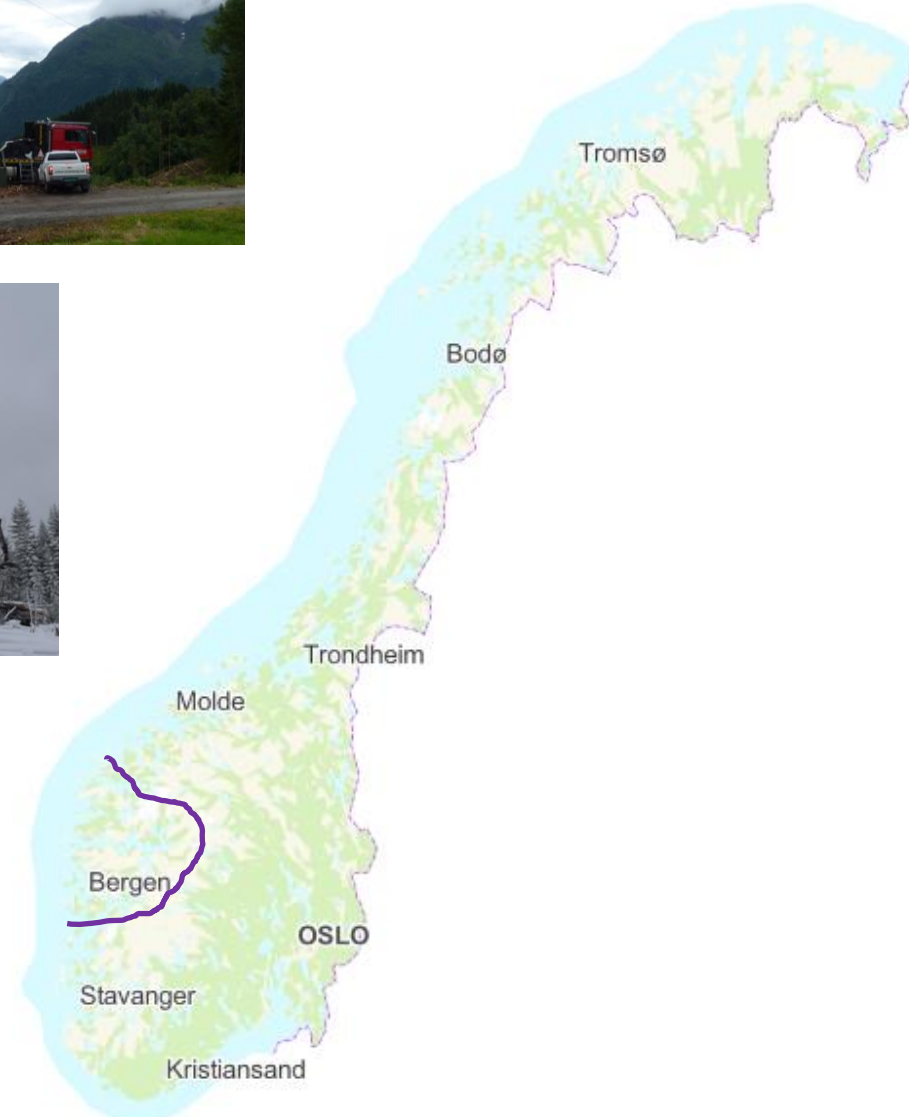 Tromsø
Bodø
Trondheim
Molde
Bergen
OSLO
Stavanger
Kristiansand